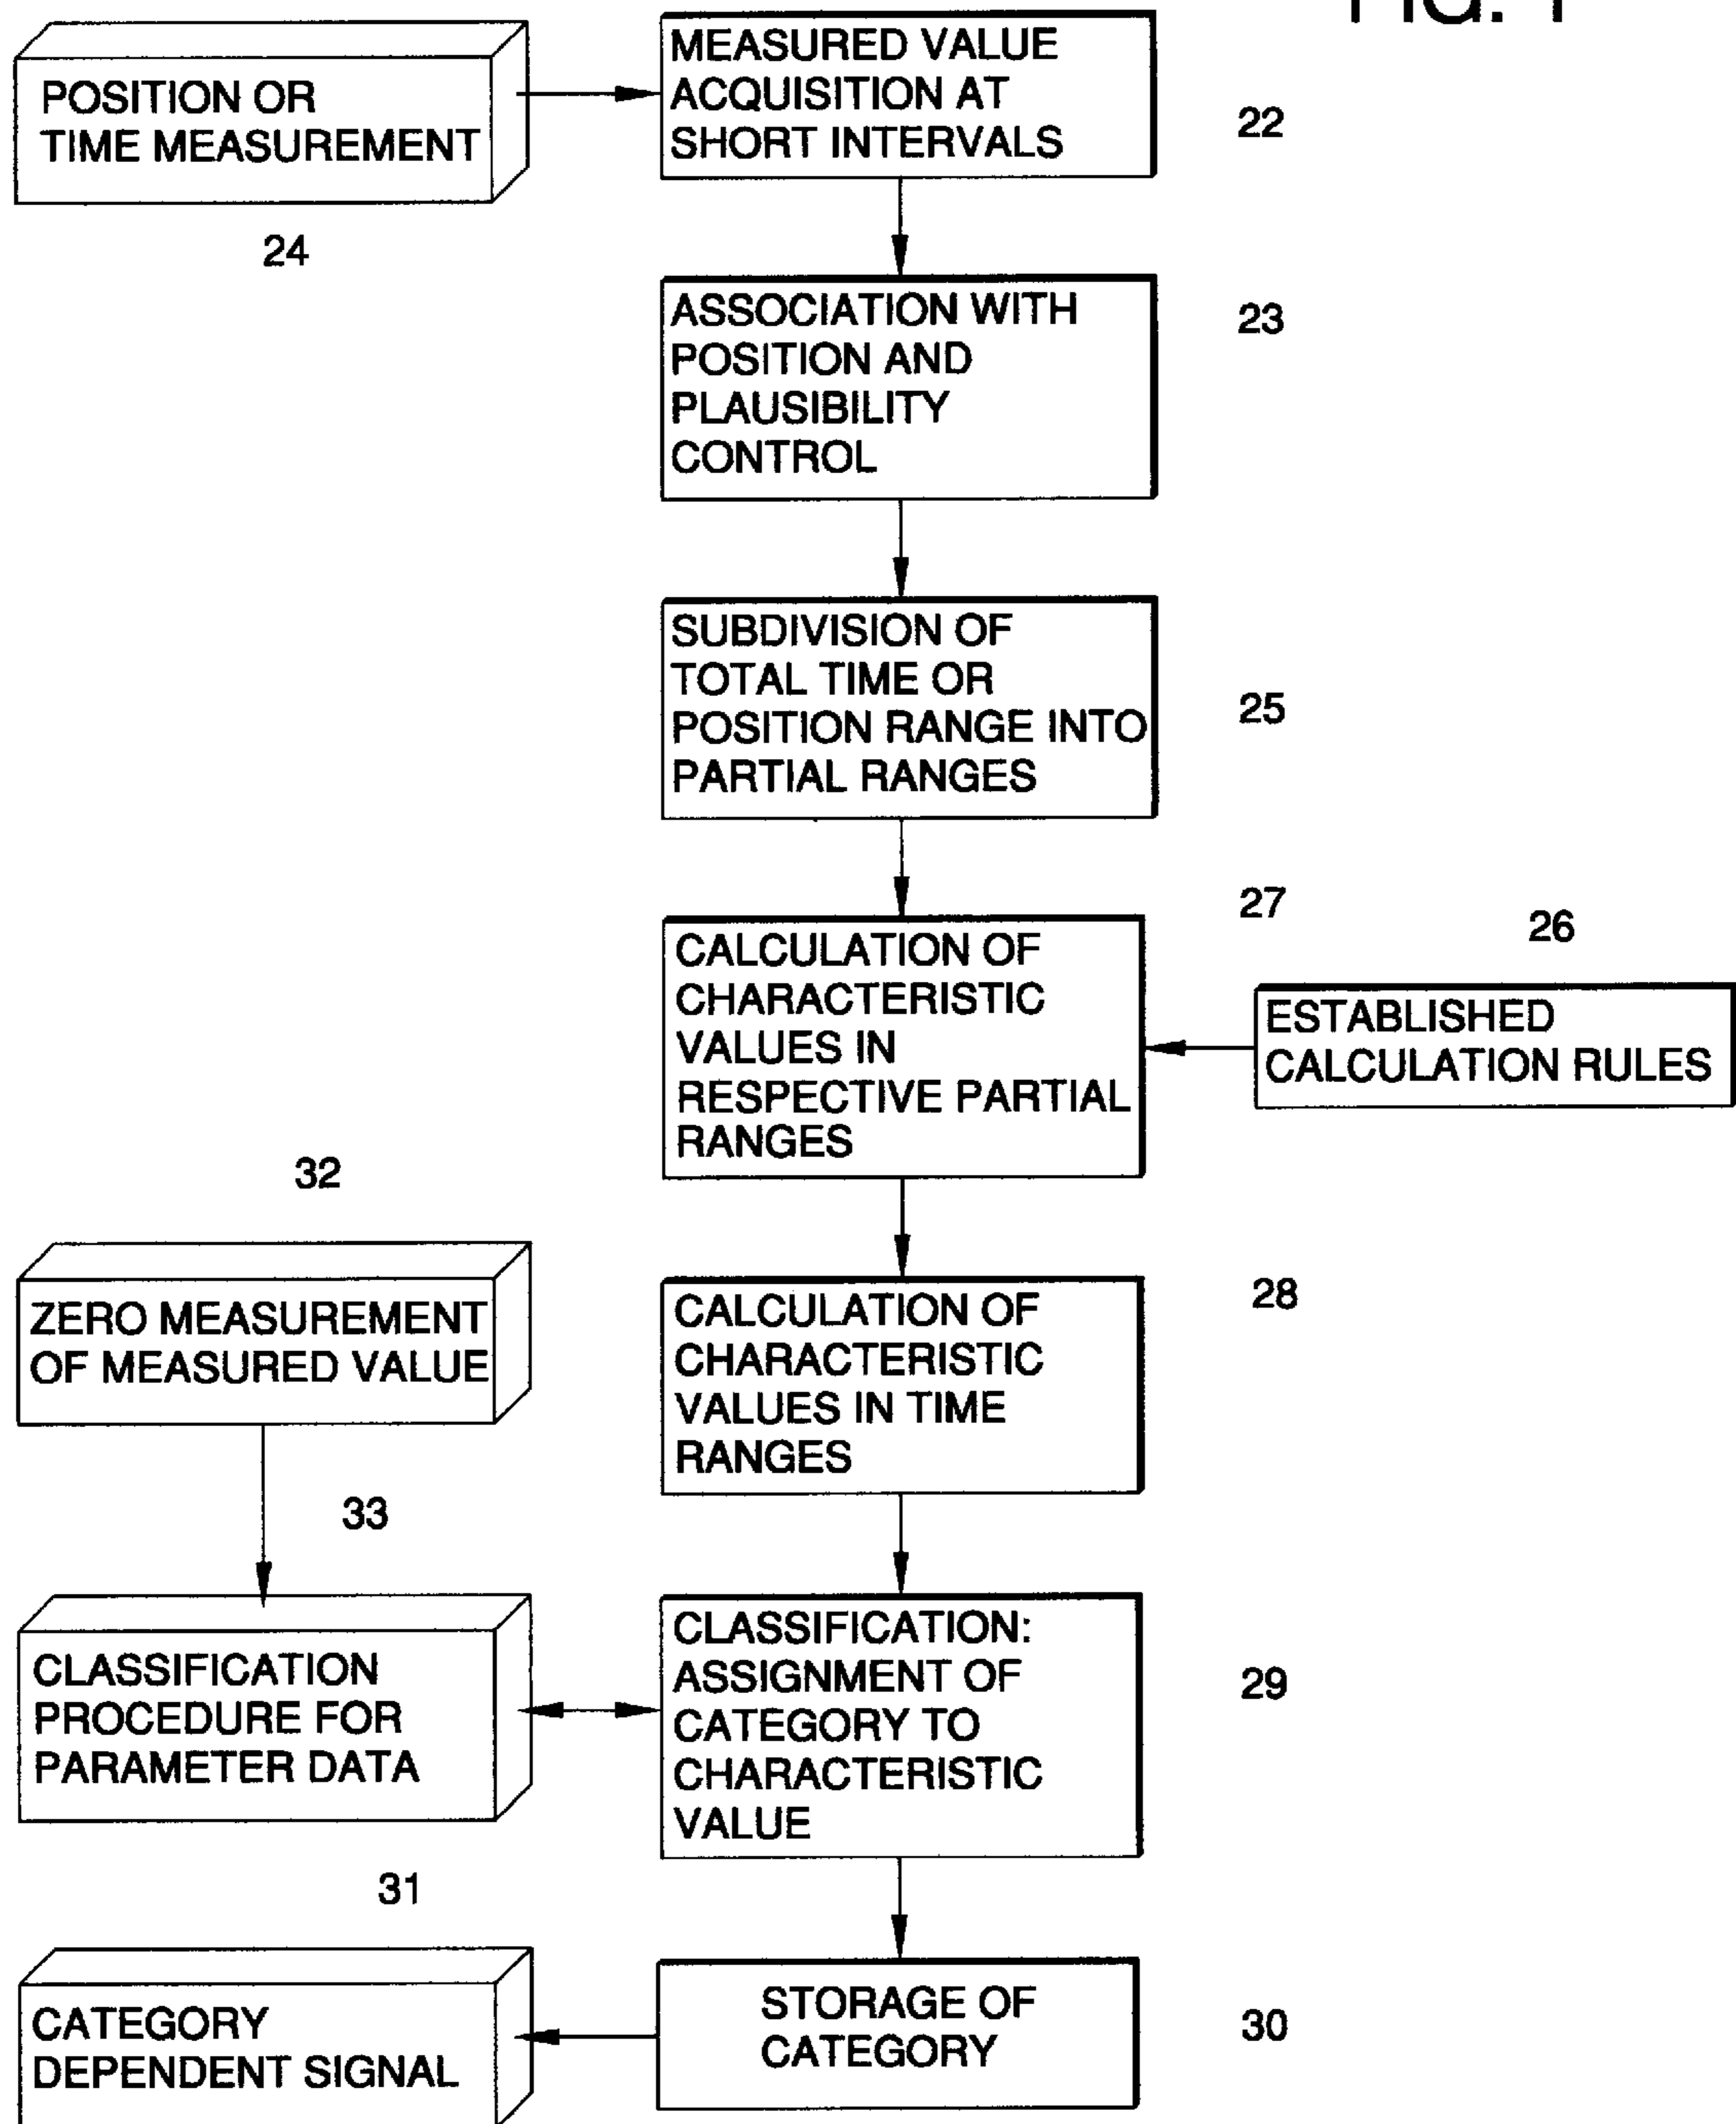 FIG. 1
POSITION OR
TIME MEASUREMENT
24
MEASURED VALUE
ACQUISITION AT
SHORT INTERVALS
22
ASSOCIATION WITH
POSITION AND
PLAUSIBILITY
CONTROL
23
SUBDIVISION OF
TOTAL TIME OR
POSITION RANGE INTO
PARTIAL RANGES
25
27
CALCULATION OF
CHARACTERISTIC
VALUES IN
RESPECTIVE PARTIAL
RANGES
26
ESTABLISHED
CALCULATION RULES
32
ZERO MEASUREMENT
OF MEASURED VALUE
CALCULATION OF
CHARACTERISTIC
VALUES IN TIME
RANGES
28
33
CLASSIFICATION
PROCEDURE FOR
PARAMETER DATA
CLASSIFICATION:
ASSIGNMENT OF
CATEGORY TO
CHARACTERISTIC
VALUE
29
31
CATEGORY
DEPENDENT SIGNAL
STORAGE OF
CATEGORY
30